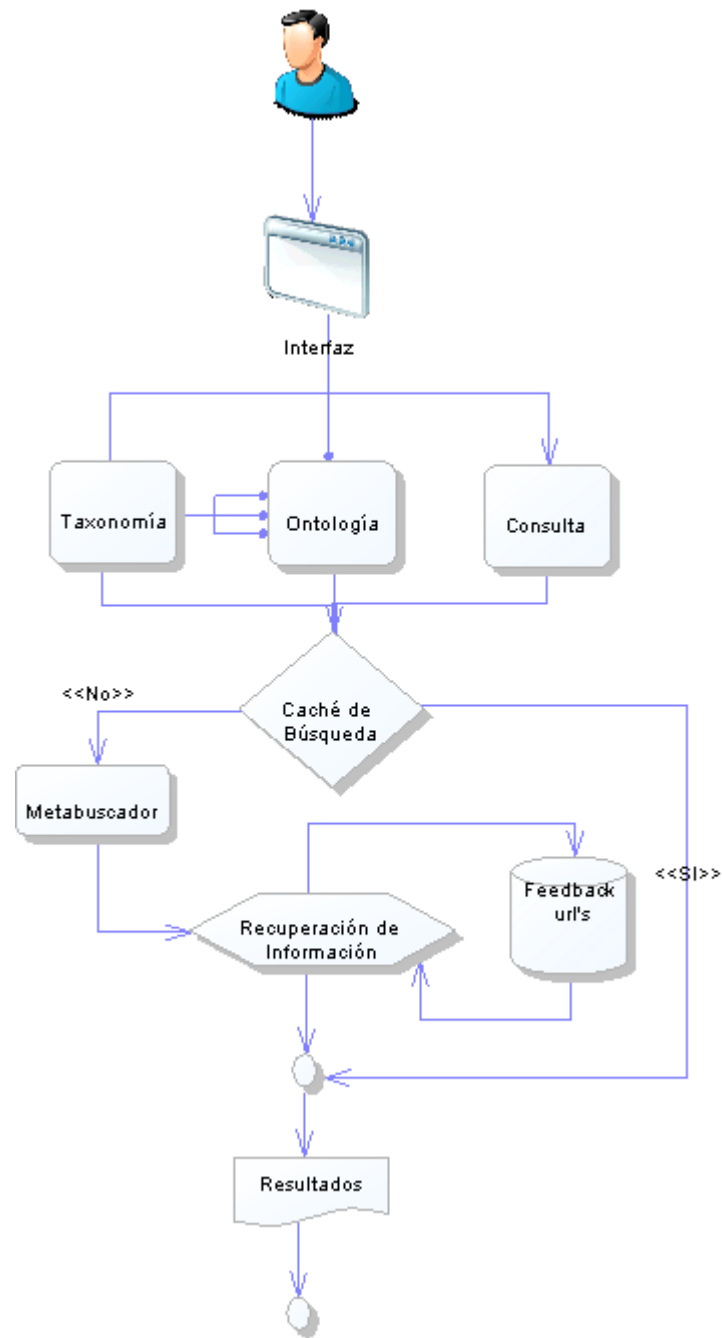 Interfaz
Taxonomía
Ontología
Consulta
<<No>>
Caché de
Búsqueda
Metabuscador
<<SI>>
Feedback
url's
Recuperación de
Información
Resultados